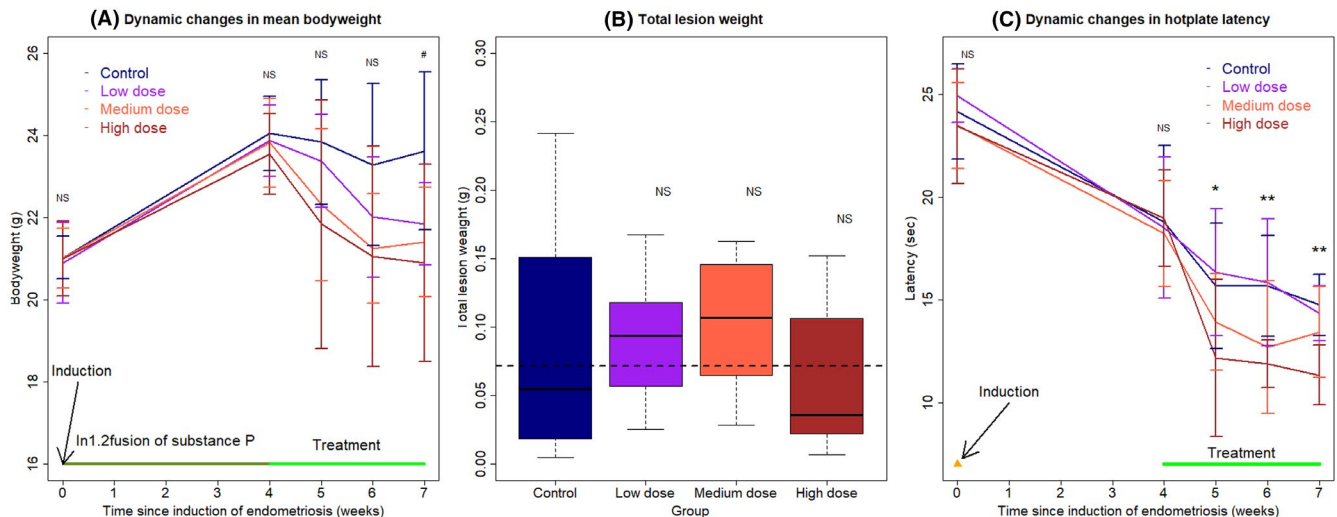 (A) Dynamic changes in mean bodyweight
26
24
22
20
18
16
Bodyweight (g)
Control
Low dose
Medium dose
High dose
NS
NS
NS
NS
#
Induction
In1.2fusion of substance P
Treatment
0 1 2 3 4 5 6 7
Time since induction of endometriosis (weeks)
(B) Total lesion weight
0.30
0.25
0.20
0.15
0.10
0.05
0.00
Total lesion weaight (g)
NS
NS
NS
Control Low dose Medium dose High dose
Group
(C) Dynamic changes in hotplate latency
25
20
15
10
Latency (sec)
NS
Control
Low dose
Medium dose
High dose
NS
*
**
**
Induction
Treatment
0 1 2 3 4 5 6 7
Time since induction of endometriosis (weeks)